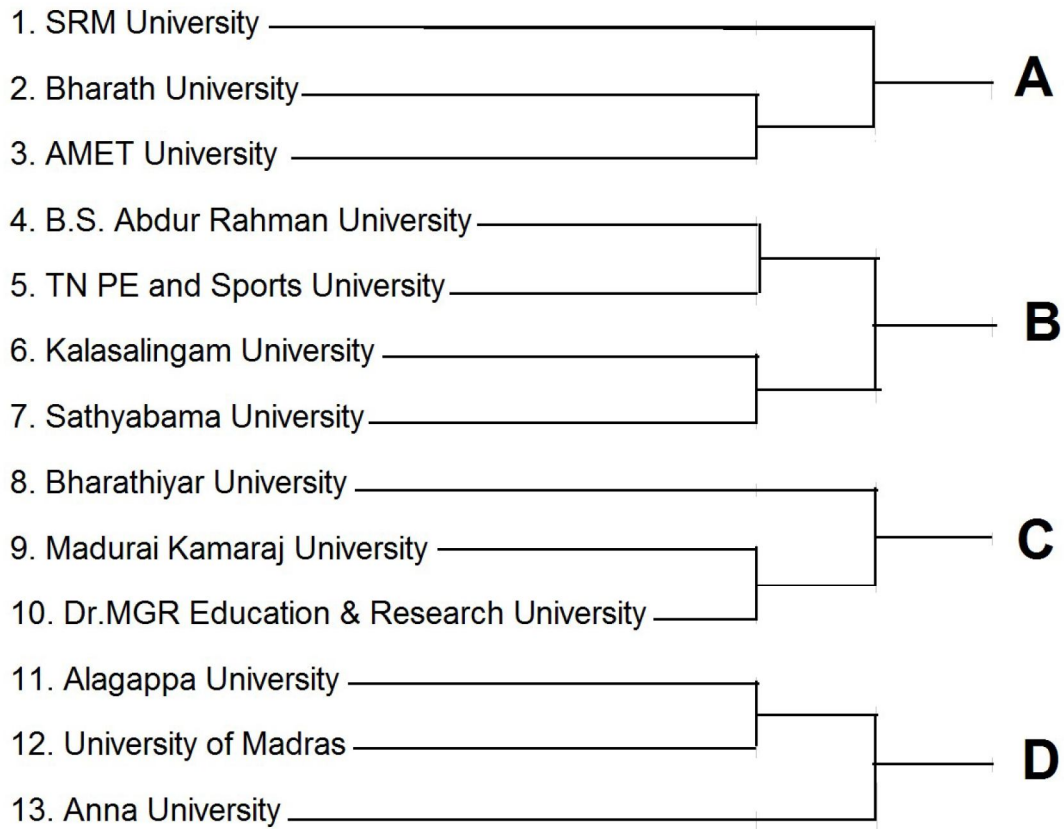 1. SRM University
A
2. Bharath University
3. AMET University
4. B.S. Abdur Rahman University
5. TN PE and Sports University
B
6. Kalasalingam University
7. Sathyabama University
8. Bharathiyar University
C
9. Madurai Kamaraj University
10. Dr.MGR Education & Research University
11. Alagappa University
12. University of Madras
D
13. Anna University